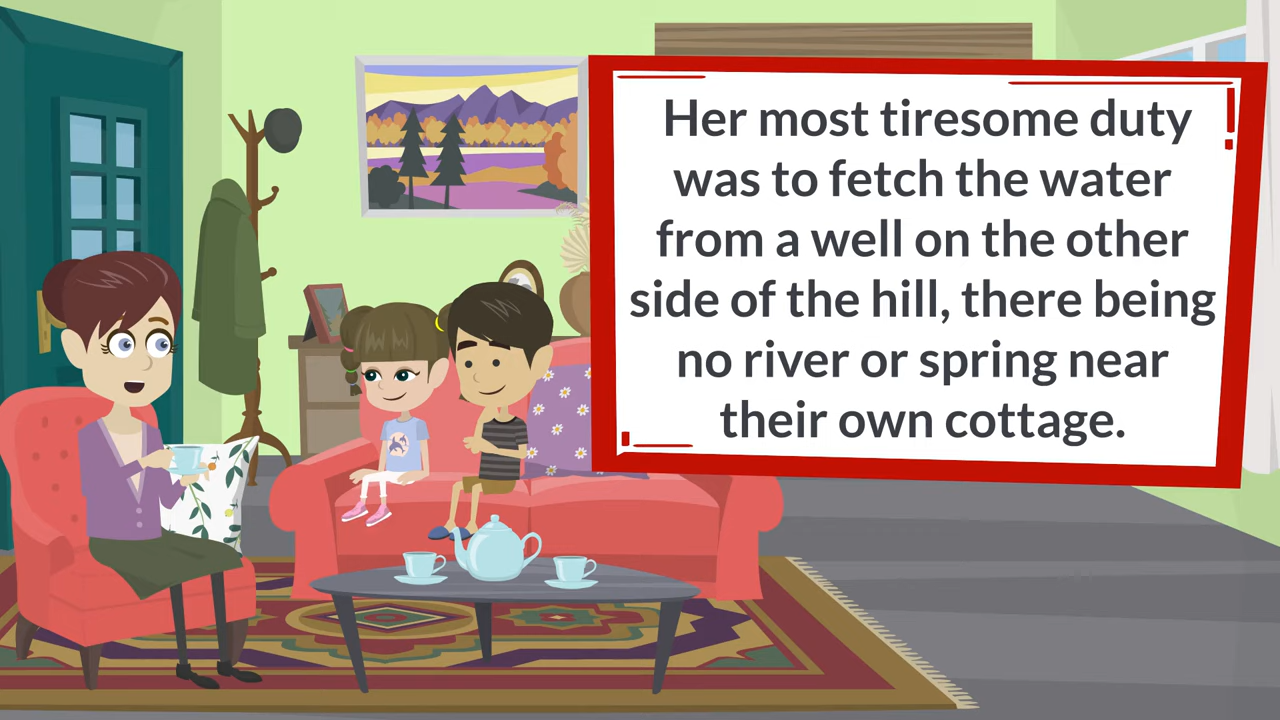 Her most tiresome duty
was to fetch the water
from a well on the other
side of the hill, there being
no river or spring near
their own cottage.